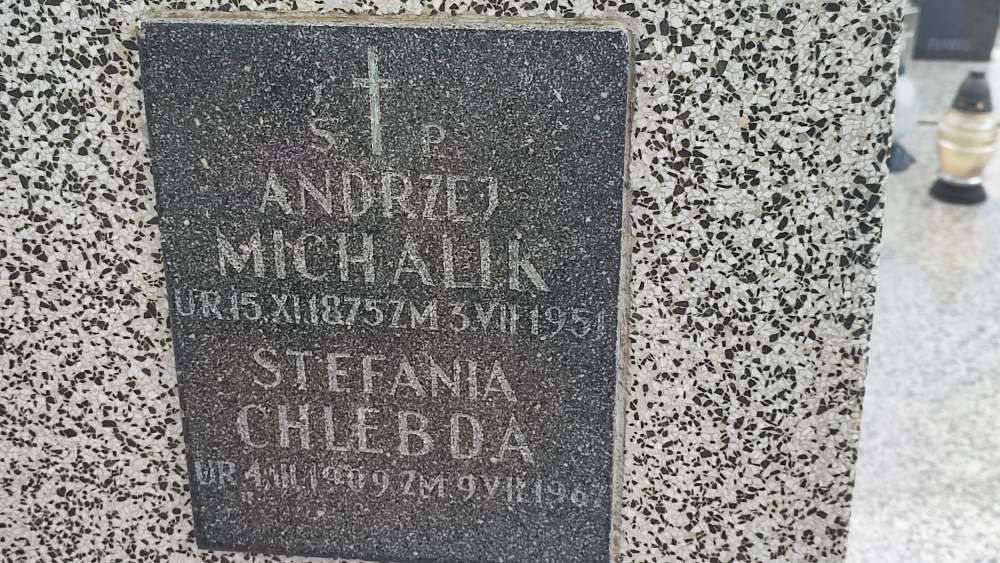 Ś P
ANDRZEJ
MICHALIK
UR.15.XI.1875 ZM 3.VII.1951
STEFANIA
CHLEBDA
UR.4.III.1909.ZM.9.VII.1967